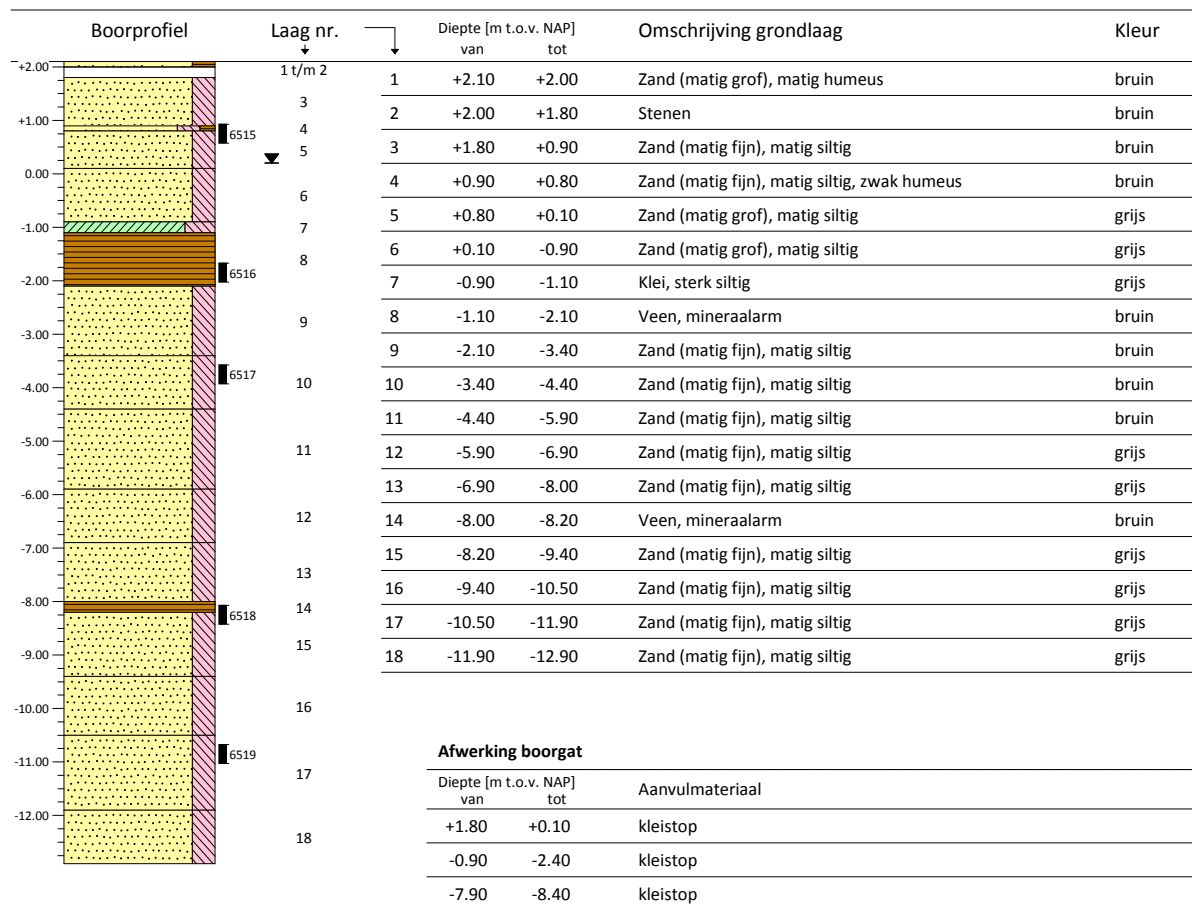 Boorprofiel
Laag nr.
Diepte [m t.o.v. NAP] Omschrijving grondlaag Kleur
van tot
1 t/m 2
3
4
5
6
7
8
9
10
11
12
13
14
15
16
17
18
+2.00
+1.00
0.00
-1.00
-2.00
-3.00
-4.00
-5.00
-6.00
-7.00
-8.00
-9.00
-10.00
-11.00
-12.00
6515
6516
6517
6518
6519
1 +2.10 +2.00 Zand (matig grof), matig humeus bruin
2 +2.00 +1.80 Stenen bruin
3 +1.80 +0.90 Zand (matig fijn), matig siltig bruin
4 +0.90 +0.80 Zand (matig fijn), matig siltig, zwak humeus bruin
5 +0.80 +0.10 Zand (matig grof), matig siltig grijs
6 +0.10 -0.90 Zand (matig grof), matig siltig grijs
7 -0.90 -1.10 Klei, sterk siltig grijs
8 -1.10 -2.10 Veen, mineraalarm bruin
9 -2.10 -3.40 Zand (matig fijn), matig siltig bruin
10 -3.40 -4.40 Zand (matig fijn), matig siltig bruin
11 -4.40 -5.90 Zand (matig fijn), matig siltig bruin
12 -5.90 -6.90 Zand (matig fijn), matig siltig grijs
13 -6.90 -8.00 Zand (matig fijn), matig siltig grijs
14 -8.00 -8.20 Veen, mineraalarm bruin
15 -8.20 -9.40 Zand (matig fijn), matig siltig grijs
16 -9.40 -10.50 Zand (matig fijn), matig siltig grijs
17 -10.50 -11.90 Zand (matig fijn), matig siltig grijs
18 -11.90 -12.90 Zand (matig fijn), matig siltig grijs
Afwerking boorgat
Diepte [m t.o.v. NAP] Aanvulmateriaal
van tot
+1.80 +0.10 kleistop
-0.90 -2.40 kleistop
-7.90 -8.40 kleistop